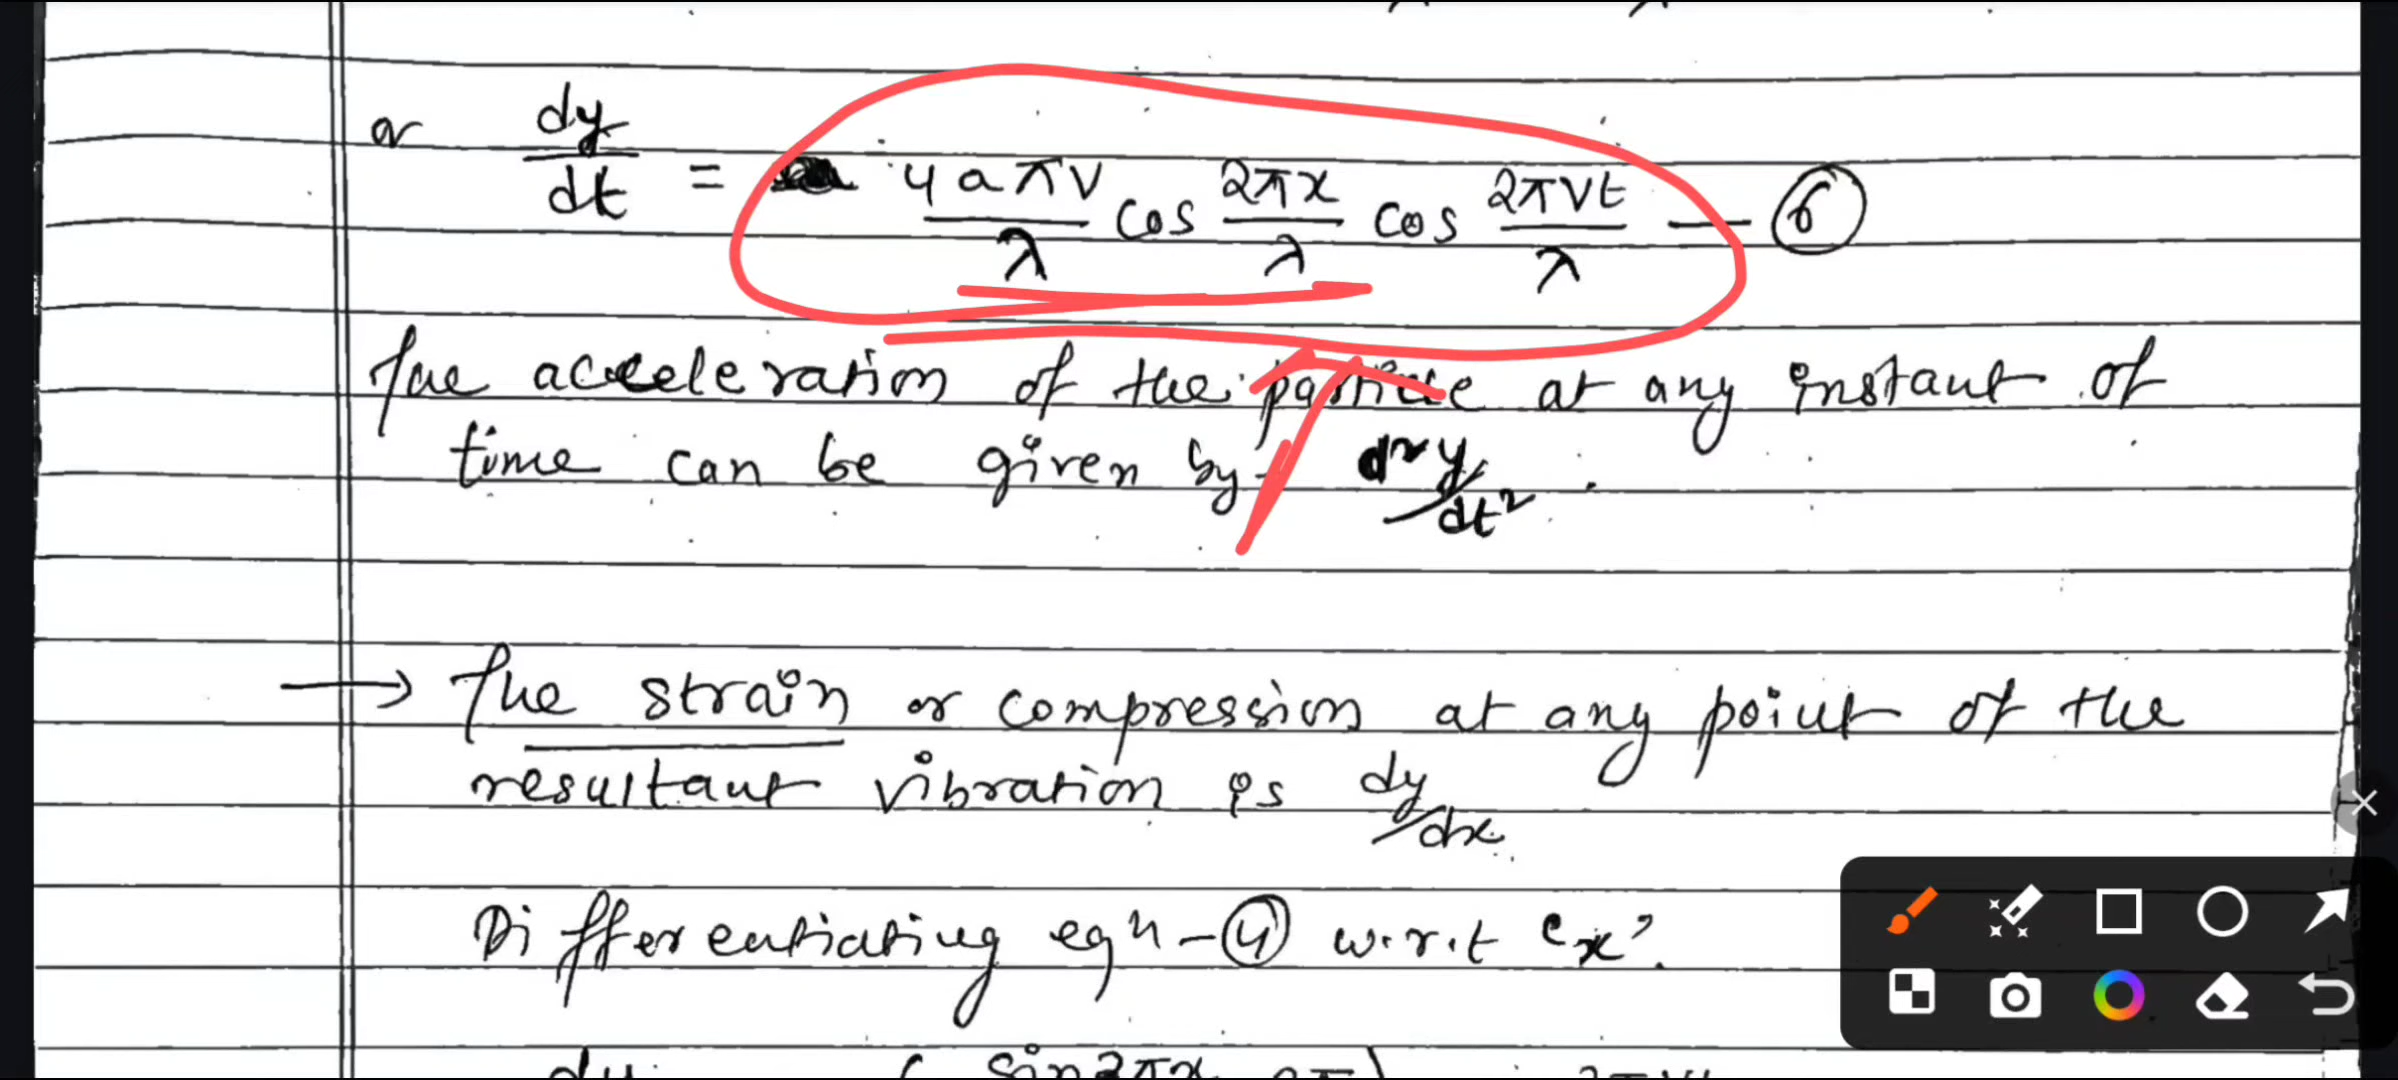 or dy/dt = 4aπv/λ cos 2πx/λ cos 2πvt/λ — ⑥
The acceleration of the particle at any instant of
time can be given by d²y/dt².
→ The strain or compression at any point of the
resultant vibration is dy/dx.
Differentiating eqn-④ w.r.t 'x'.